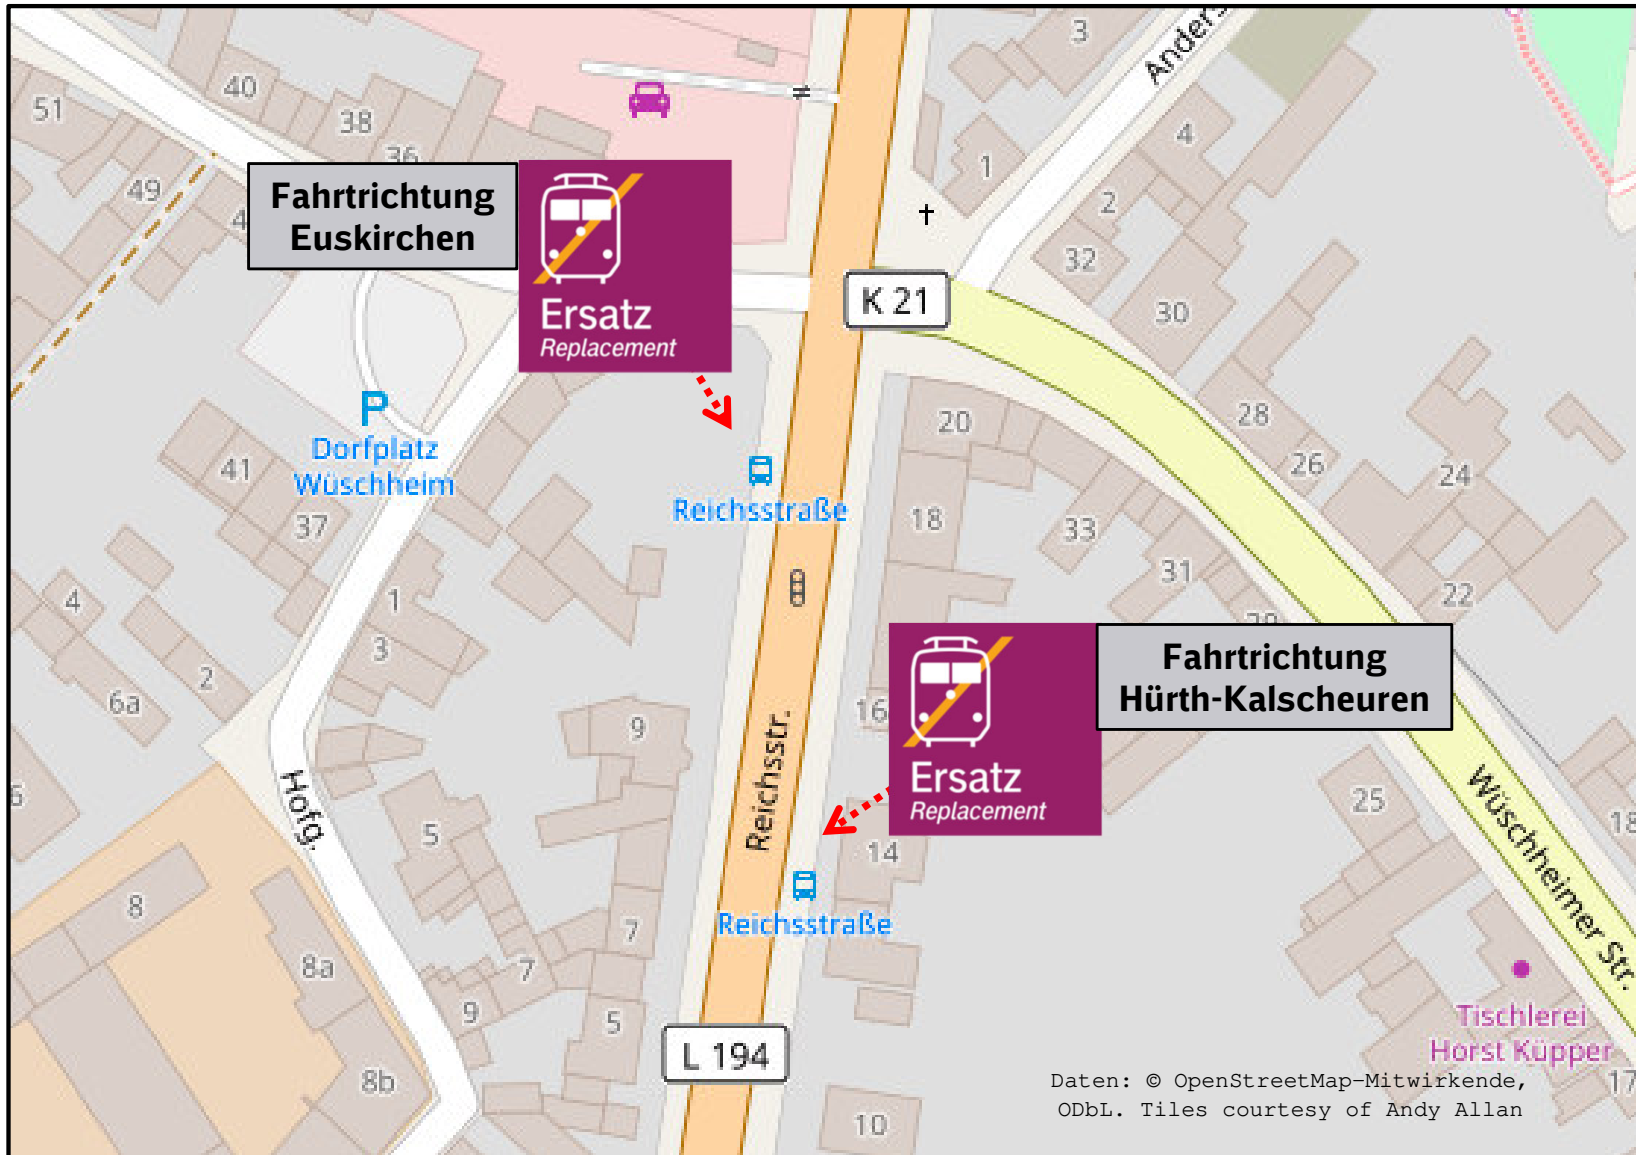 3
Anders
40
51
38
36
4
49
1
2
Fahrtrichtung
Euskirchen
Ersatz
Replacement
32
K 21
30
P
Dorfplatz
Wüschheim
20
28
41
26
24
Reichsstraße
37
18
33
31
22
4
1
3
2
6a
Fahrtrichtung
Hürth-Kalscheuren
Ersatz
Replacement
16
9
Reichsstr.
Hofg.
Wüschheimer Str.
25
18
5
14
8
Reichsstraße
7
8a
7
9
5
Tischlerei
Horst Küpper
L 194
8b
17
10
Daten: © OpenStreetMap-Mitwirkende,
ODbL. Tiles courtesy of Andy Allan